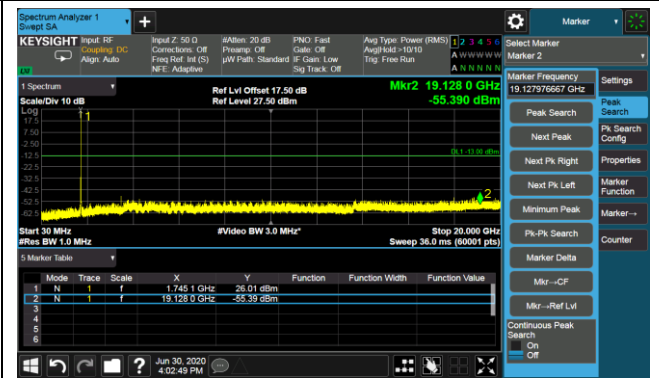 Spectrum Analyzer 1
Swept SA
Marker
KEYSIGHT
Input: RF
Coupling: DC
Align: Auto
Input Z: 50 Ω
Corrections: Off
Freq Ref: Int (S)
NFE: Adaptive
#Atten: 20 dB
Preamp: Off
µW Path: Standard
PNO: Fast
Gate: Off
IF Gain: Low
Sig Track: Off
Avg Type: Power (RMS)
Avg|Hold:>10/10
Trig: Free Run
1 2 3 4 5 6
A W W W W W
A N N N N N
Select Marker
Marker 2
1 Spectrum
Scale/Div 10 dB
Ref Lvl Offset 17.50 dB
Ref Level 27.50 dBm
Mkr2 19.128 0 GHz
-55.390 dBm
Log
17.5
7.50
-2.50
-12.5
-22.5
-32.5
-42.5
-52.5
-62.5
1
DL1 -13.00 dBm
2
Start 30 MHz
#Res BW 1.0 MHz
#Video BW 3.0 MHz*
Stop 20.000 GHz
Sweep 36.0 ms (60001 pts)
5 Marker Table
Mode Trace Scale X Y Function Function Width Function Value
1 N 1 f 1.745 1 GHz 26.01 dBm
2 N 1 f 19.128 0 GHz -55.39 dBm
3
4
5
6
Marker Frequency
19.127976667 GHz
Peak Search
Next Peak
Next Pk Right
Next Pk Left
Minimum Peak
Pk-Pk Search
Marker Delta
Mkr→CF
Mkr→Ref Lvl
Continuous Peak
Search
On
Off
Settings
Peak
Search
Pk Search
Config
Properties
Marker
Function
Marker→
Counter
Jun 30, 2020
4:02:49 PM